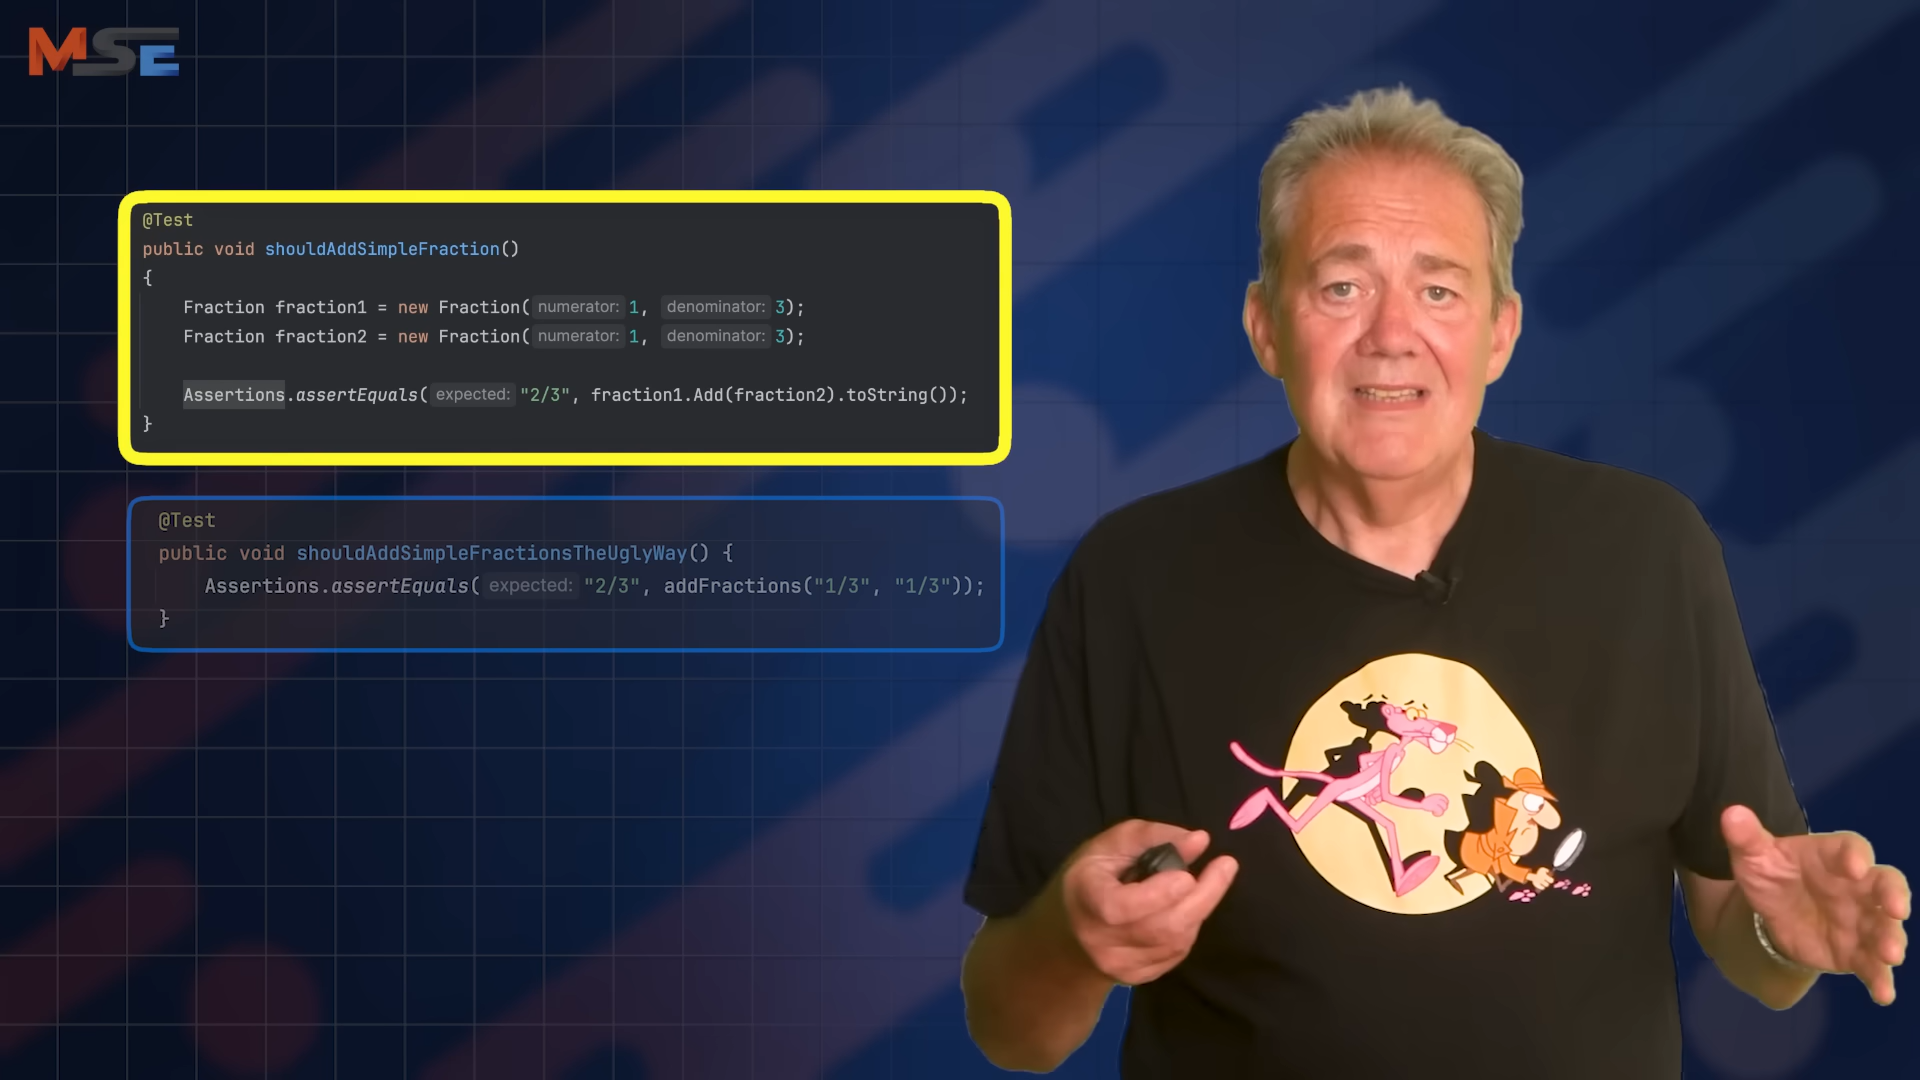 MSE
@Test
public void shouldAddSimpleFraction()
{
Fraction fraction1 = new Fraction( numerator: 1, denominator: 3);
Fraction fraction2 = new Fraction( numerator: 1, denominator: 3);
Assertions.assertEquals( expected: "2/3", fraction1.Add(fraction2).toString());
}
@Test
public void shouldAddSimpleFractionsTheUglyWay() {
Assertions.assertEquals( expected: "2/3", addFractions("1/3", "1/3"));
}